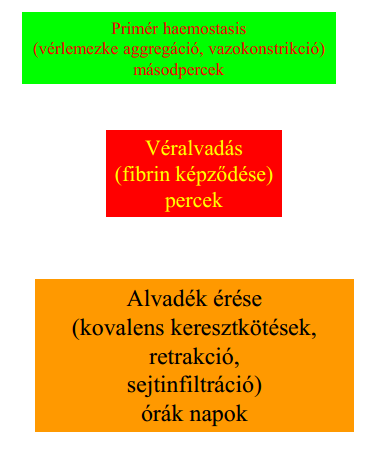 Primér haemostasis
(vérlemezke aggregáció, vazokonstrikció)
másodpercek
Véralvadás
(fibrin képződése)
percek
Alvadék érése
(kovalens keresztkötések,
retrakció,
sejtinfiltráció)
órák napok